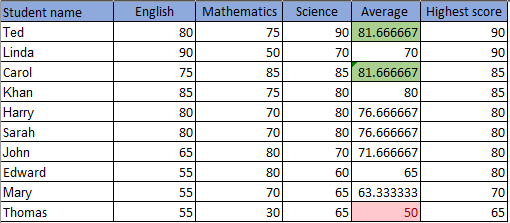 Student name English Mathematics Science Average Highest score
Ted 80 75 90 81.666667 90
Linda 90 50 70 70 90
Carol 75 85 85 81.666667 85
Khan 85 75 80 80 85
Harry 80 70 80 76.666667 80
Sarah 80 70 80 76.666667 80
John 65 80 70 71.666667 80
Edward 55 80 60 65 80
Mary 55 70 65 63.333333 70
Thomas 55 30 65 50 65